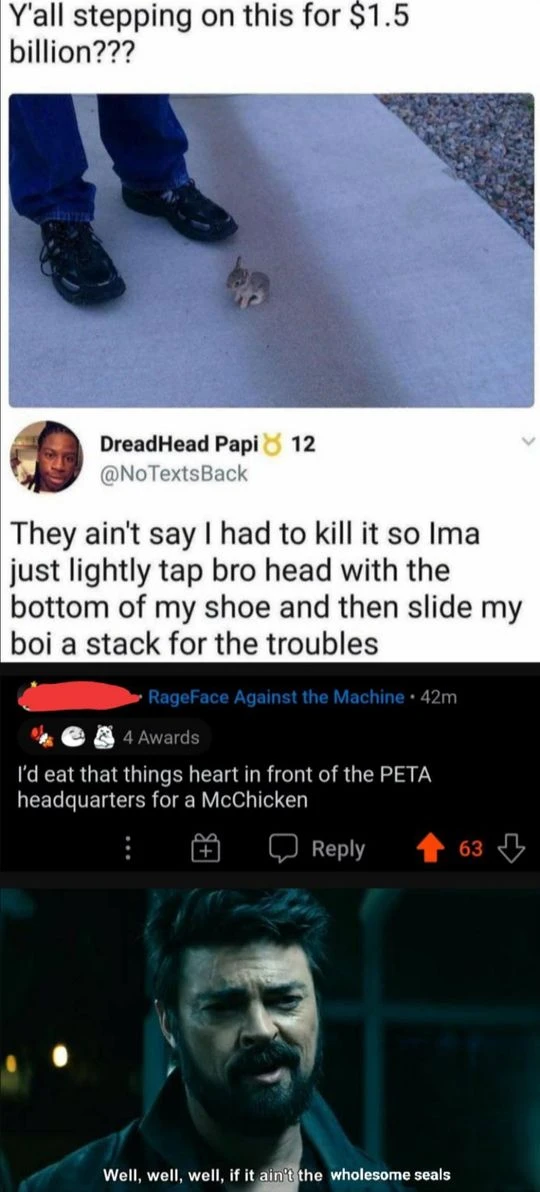 Y'all stepping on this for $1.5
billion???
DreadHead Papi♉ 12
@NoTextsBack
They ain't say I had to kill it so Ima
just lightly tap bro head with the
bottom of my shoe and then slide my
boi a stack for the troubles
RageFace Against the Machine • 42m
4 Awards
I'd eat that things heart in front of the PETA
headquarters for a McChicken
Reply 63
Well, well, well, if it ain't the wholesome seals